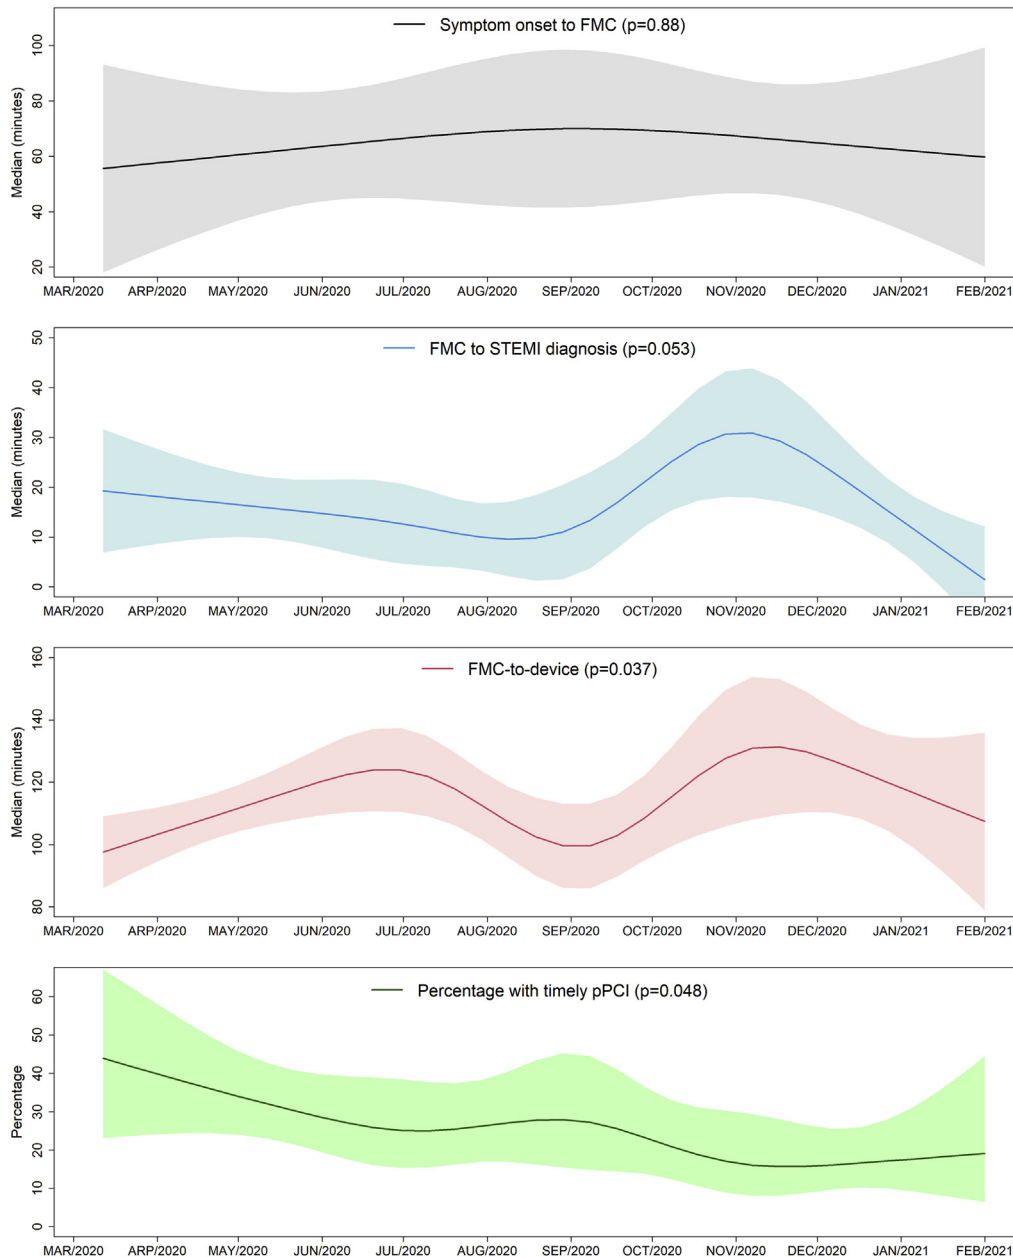 Symptom onset to FMC (p=0.88)
Median (minutes)
100
80
60
40
20
MAR/2020 ARP/2020 MAY/2020 JUN/2020 JUL/2020 AUG/2020 SEP/2020 OCT/2020 NOV/2020 DEC/2020 JAN/2021 FEB/2021
FMC to STEMI diagnosis (p=0.053)
Median (minutes)
50
40
30
20
10
0
MAR/2020 ARP/2020 MAY/2020 JUN/2020 JUL/2020 AUG/2020 SEP/2020 OCT/2020 NOV/2020 DEC/2020 JAN/2021 FEB/2021
FMC-to-device (p=0.037)
Median (minutes)
160
140
120
100
80
MAR/2020 ARP/2020 MAY/2020 JUN/2020 JUL/2020 AUG/2020 SEP/2020 OCT/2020 NOV/2020 DEC/2020 JAN/2021 FEB/2021
Percentage with timely pPCI (p=0.048)
Percentage
60
50
40
30
20
10
0
MAR/2020 ARP/2020 MAY/2020 JUN/2020 JUL/2020 AUG/2020 SEP/2020 OCT/2020 NOV/2020 DEC/2020 JAN/2021 FEB/2021